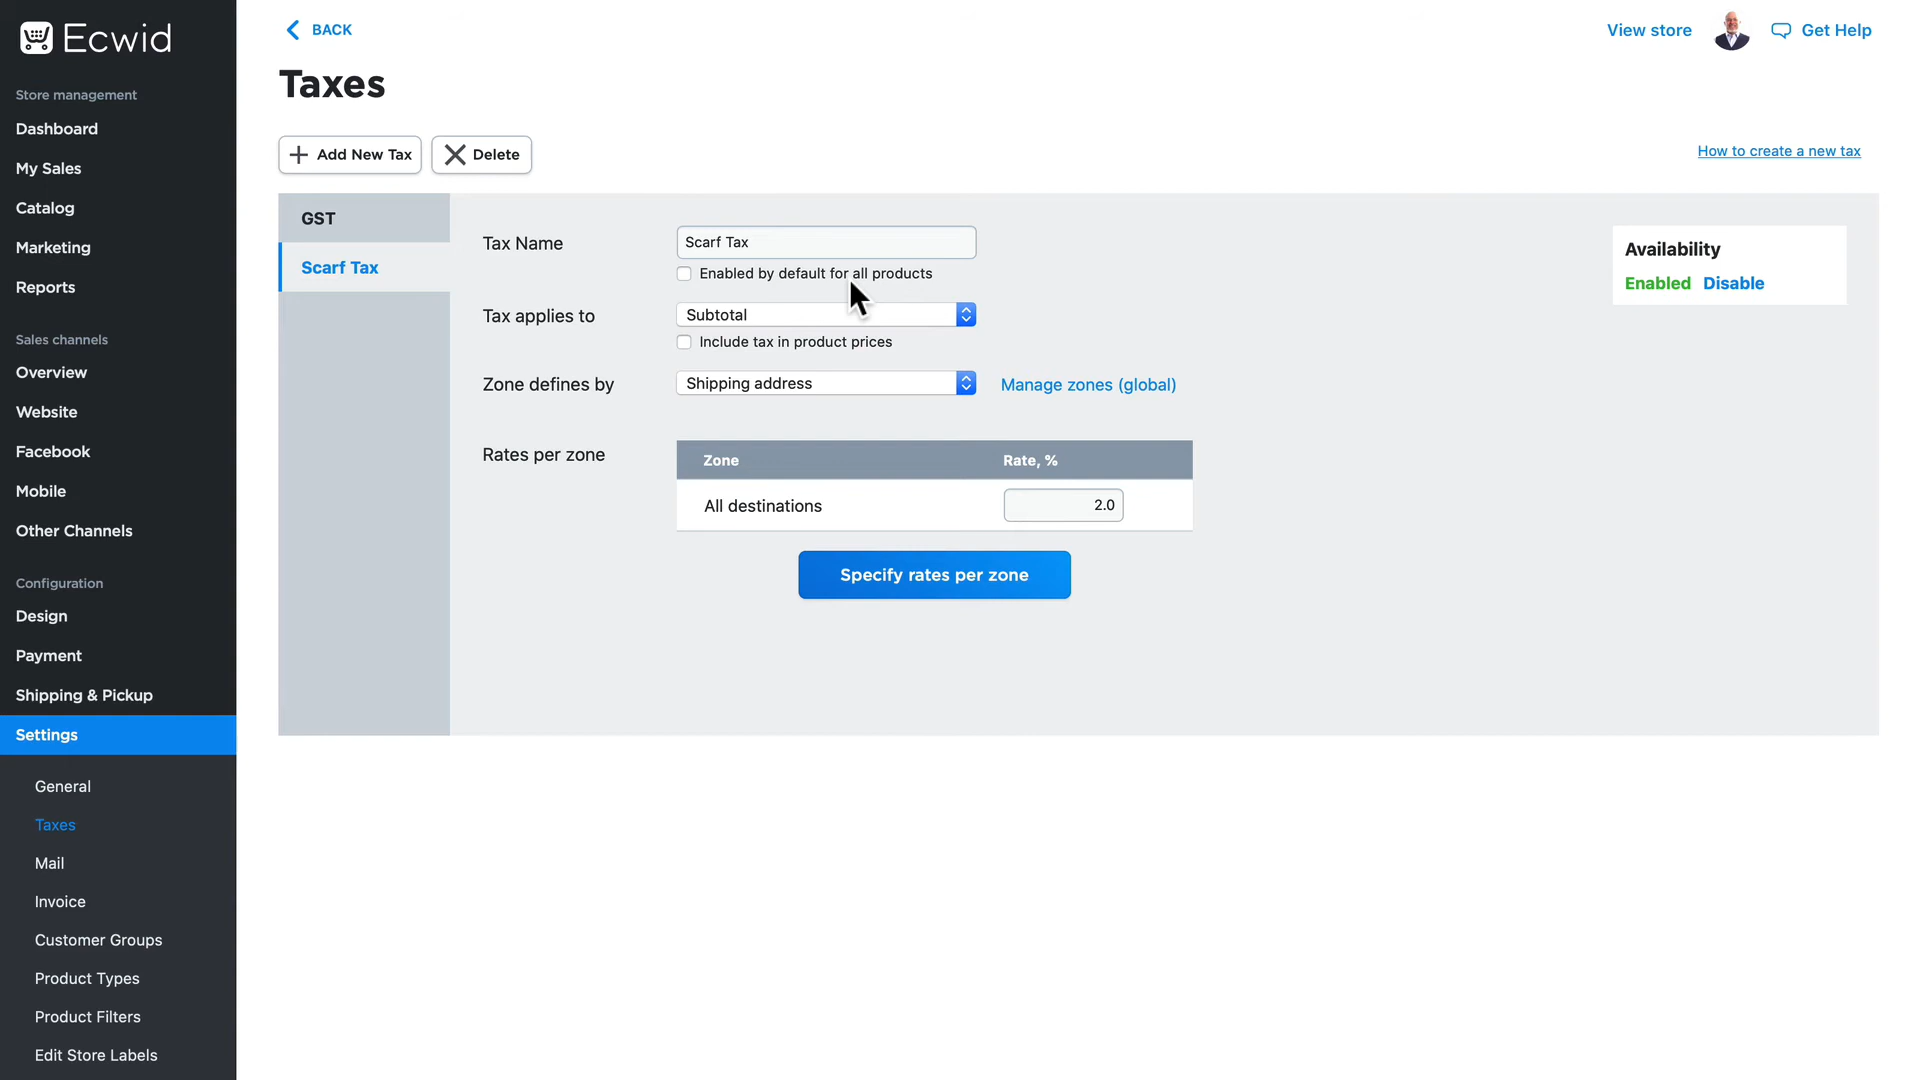 Ecwid
Store management
Dashboard
My Sales
Catalog
Marketing
Reports
Sales channels
Overview
Website
Facebook
Mobile
Other Channels
Configuration
Design
Payment
Shipping & Pickup
Settings
General
Taxes
Mail
Invoice
Customer Groups
Product Types
Product Filters
Edit Store Labels
BACK
View store
Get Help
Taxes
Add New Tax
Delete
How to create a new tax
GST
Scarf Tax
Tax Name
Scarf Tax
Enabled by default for all products
Tax applies to
Subtotal
Include tax in product prices
Zone defines by
Shipping address
Manage zones (global)
Rates per zone
Zone Rate, %
All destinations 2.0
Specify rates per zone
Availability
Enabled Disable